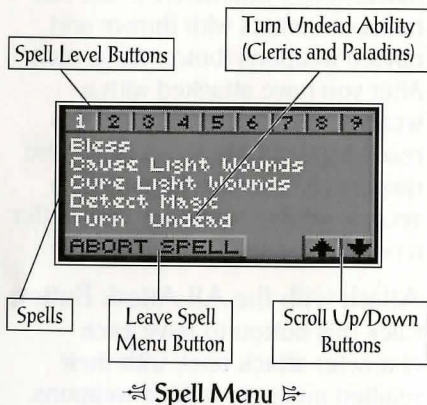 Turn Undead Ability
(Clerics and Paladins)
Spell Level Buttons
1 2 3 4 5 6 7 8 9
Bless
Cause Light Wounds
Cure Light Wounds
Detect Magic
Turn Undead
ABORT SPELL
Spells
Leave Spell
Menu Button
Scroll Up/Down
Buttons
Spell Menu